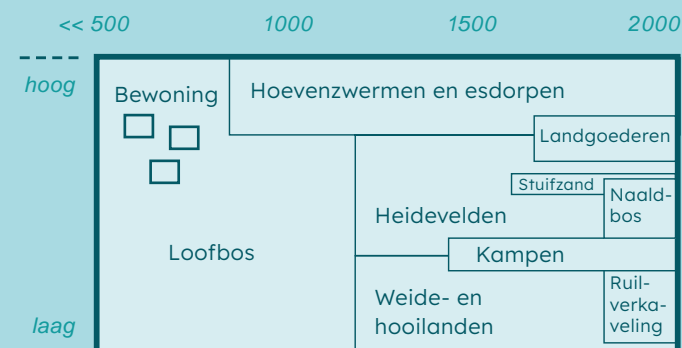 << 500 1000 1500 2000
hoog
Bewoning
Hoevenzwermen en esdorpen
Landgoederen
Stuifzand
Naald-
bos
Heidevelden
Loofbos
Kampen
Weide- en
hooilanden
Ruil-
verka-
veling
laag